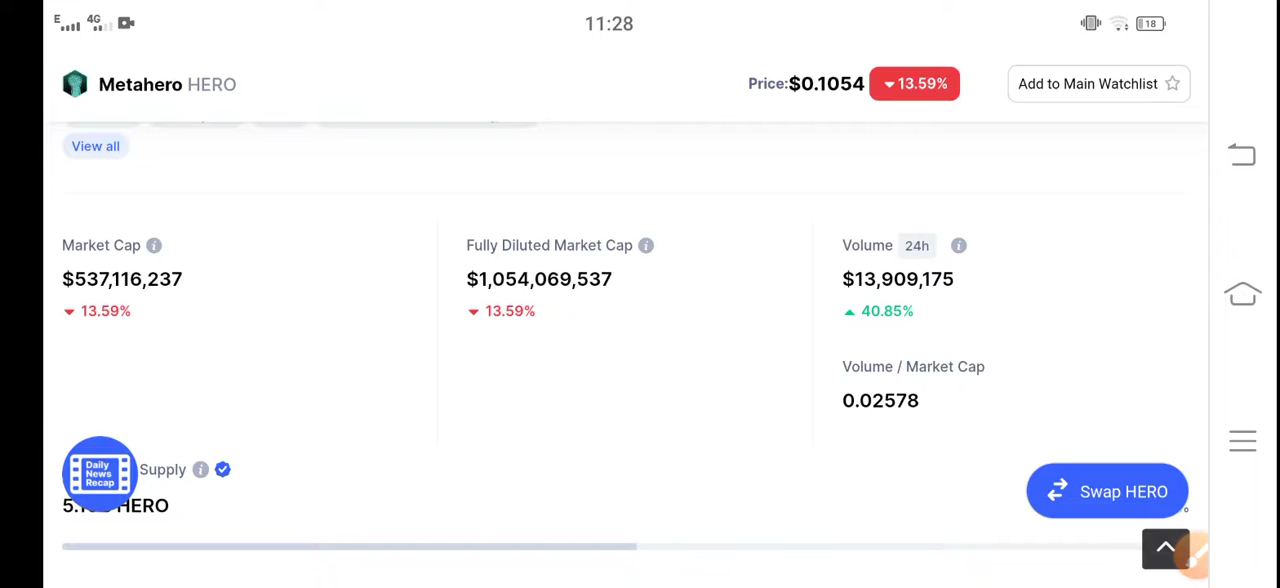 E 4G 11:28 18
Metahero HERO Price:$0.1054 13.59% Add to Main Watchlist
View all
Market Cap Fully Diluted Market Cap Volume 24h
$537,116,237 $1,054,069,537 $13,909,175
13.59% 13.59% 40.85%
Volume / Market Cap
0.02578
Daily News Recap
Supply
HERO
Swap HERO